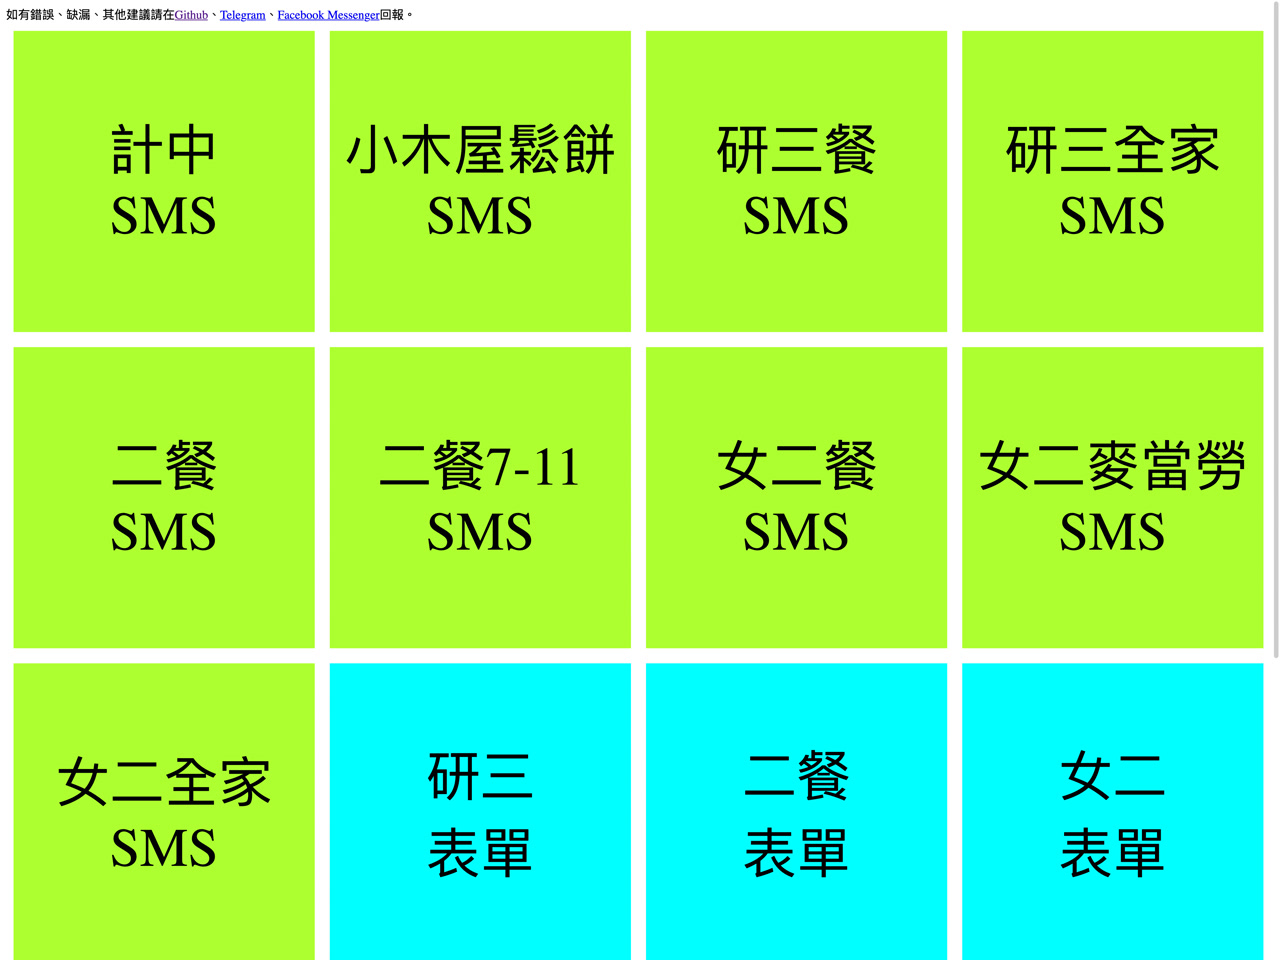 如有錯誤、缺漏、其他建議請在Github、Telegram、Facebook Messenger回報。
計中
SMS
小木屋鬆餅
SMS
研三餐
SMS
研三全家
SMS
二餐
SMS
二餐7-11
SMS
女二餐
SMS
女二麥當勞
SMS
女二全家
SMS
研三
表單
二餐
表單
女二
表單